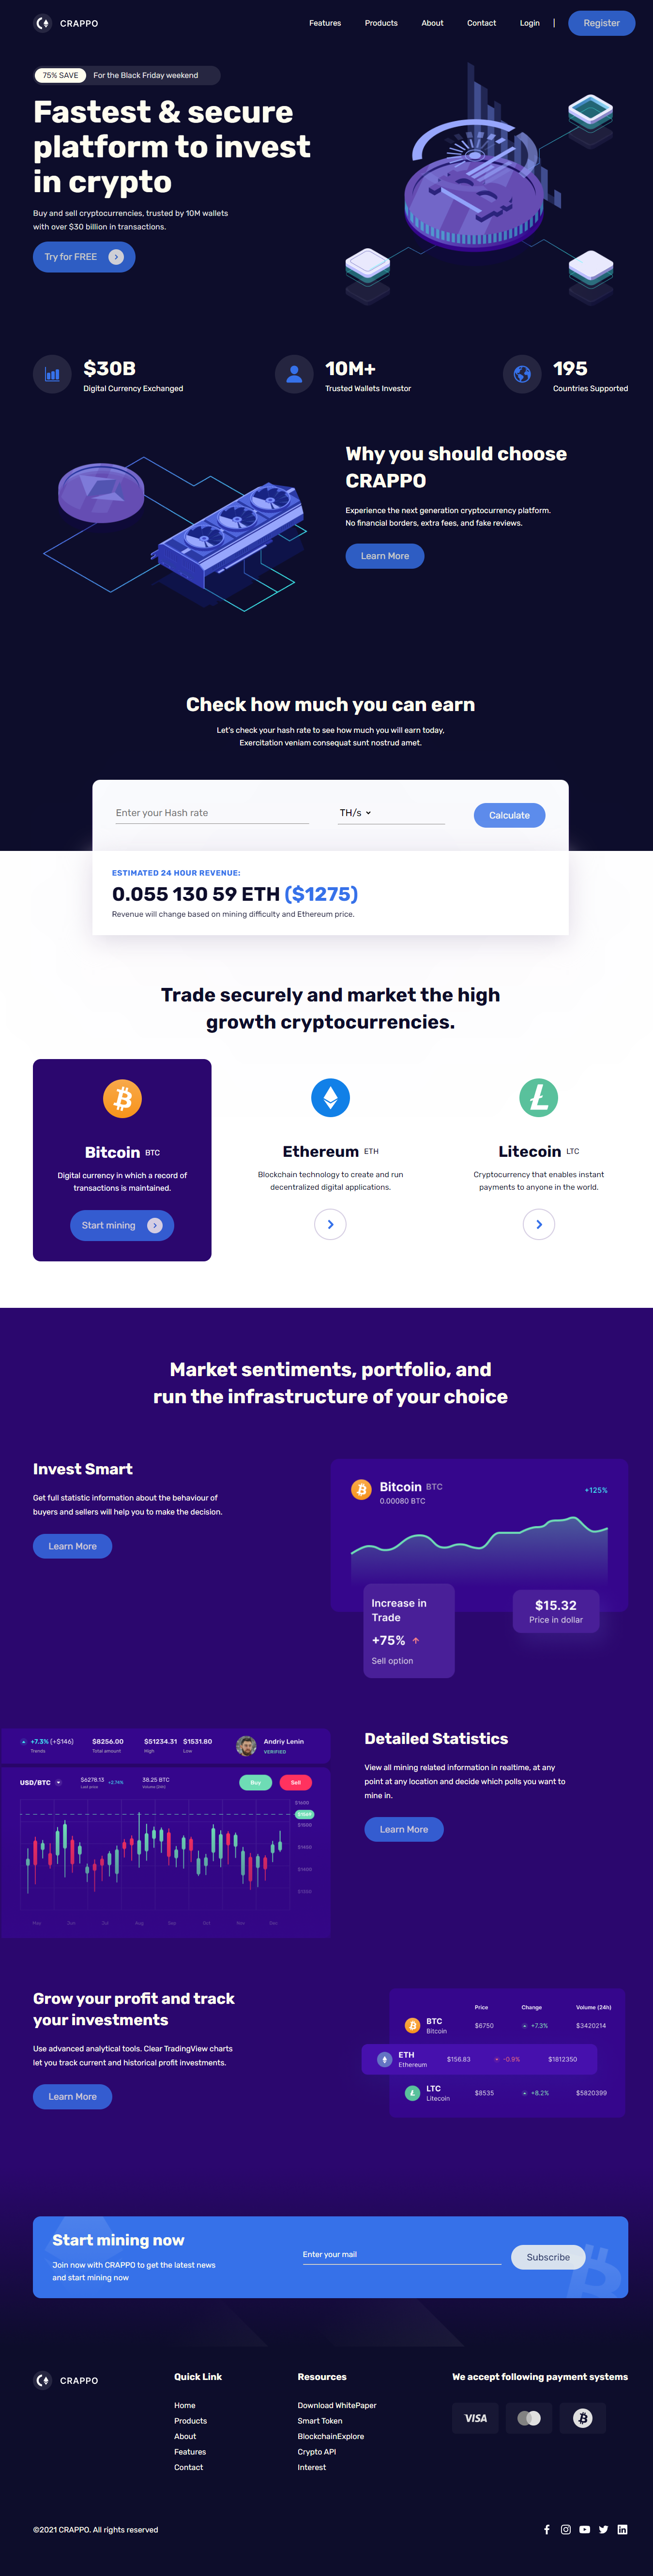 CRAPPO
Features
Products
About
Contact
Login
Register
75% SAVE
For the Black Friday weekend
Fastest & secure
platform to invest
in crypto
Buy and sell cryptocurrencies, trusted by 10M wallets
with over $30 billion in transactions.
Try for FREE
$30B
Digital Currency Exchanged
10M+
Trusted Wallets Investor
195
Countries Supported
Why you should choose
CRAPPO
Experience the next generation cryptocurrency platform.
No financial borders, extra fees, and fake reviews.
Learn More
Check how much you can earn
Let's check your hash rate to see how much you will earn today,
Exercitation veniam consequat sunt nostrud amet.
Enter your Hash rate
TH/s
Calculate
ESTIMATED 24 HOUR REVENUE:
0.055 130 59 ETH ($1275)
Revenue will change based on mining difficulty and Ethereum price.
Trade securely and market the high
growth cryptocurrencies.
Bitcoin BTC
Digital currency in which a record of
transactions is maintained.
Start mining
Ethereum ETH
Blockchain technology to create and run
decentralized digital applications.
Litecoin LTC
Cryptocurrency that enables instant
payments to anyone in the world.
Market sentiments, portfolio, and
run the infrastructure of your choice
Invest Smart
Get full statistic information about the behaviour of
buyers and sellers will help you to make the decision.
Learn More
Bitcoin BTC
0.00080 BTC
+125%
Increase in
Trade
+75%
Sell option
$15.32
Price in dollar
+7.3% (+$146)
Trends
$8256.00
Total amount
$51234.31
High
$1531.80
Low
Andriy Lenin
VERIFIED
USD/BTC
$6278.13
Last price
+2.74%
38,25 BTC
Volume (24h)
Buy
Sell
May
Jun
Jul
Aug
Sep
Oct
Nov
Dec
Detailed Statistics
View all mining related information in realtime, at any
point at any location and decide which polls you want to
mine in.
Learn More
Grow your profit and track
your investments
Use advanced analytical tools. Clear TradingView charts
let you track current and historical profit investments.
Learn More
Price
Change
Volume (24h)
BTC
Bitcoin
$6750
+7.3%
$3420214
ETH
Ethereum
$156.83
-0.9%
$1812350
LTC
Litecoin
$8535
+8.2%
$5820399
Start mining now
Join now with CRAPPO to get the latest news
and start mining now
Enter your mail
Subscribe
CRAPPO
Quick Link
Home
Products
About
Features
Contact
Resources
Download WhitePaper
Smart Token
BlockchainExplore
Crypto API
Interest
We accept following payment systems
VISA
©2021 CRAPPO. All rights reserved